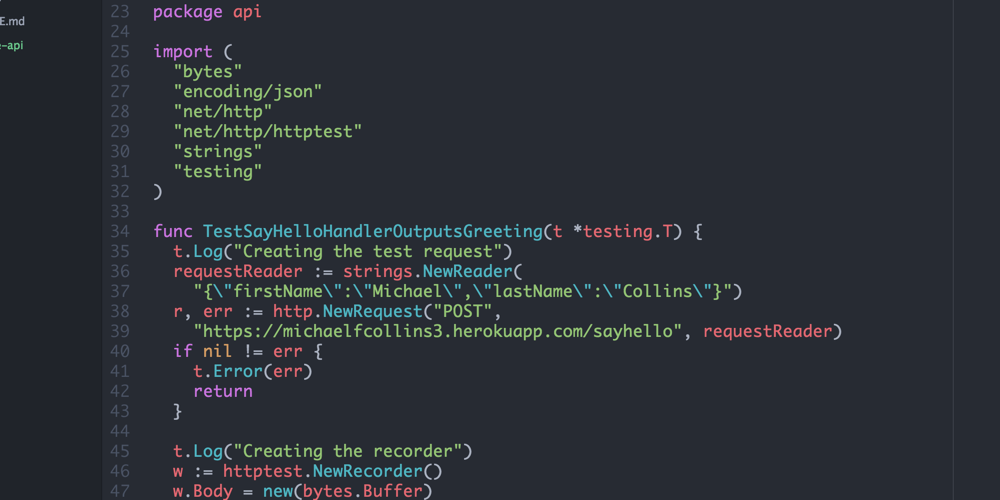 E.md
-api
23 package api
24
25 import (
26 "bytes"
27 "encoding/json"
28 "net/http"
29 "net/http/httptest"
30 "strings"
31 "testing"
32 )
33
34 func TestSayHelloHandlerOutputsGreeting(t *testing.T) {
35 t.Log("Creating the test request")
36 requestReader := strings.NewReader(
37 "{\"firstName\":\"Michael\",\"lastName\":\"Collins\"}")
38 r, err := http.NewRequest("POST",
39 "https://michaelfcollins3.herokuapp.com/sayhello", requestReader)
40 if nil != err {
41 t.Error(err)
42 return
43 }
44
45 t.Log("Creating the recorder")
46 w := httptest.NewRecorder()
47 w.Body = new(bytes.Buffer)